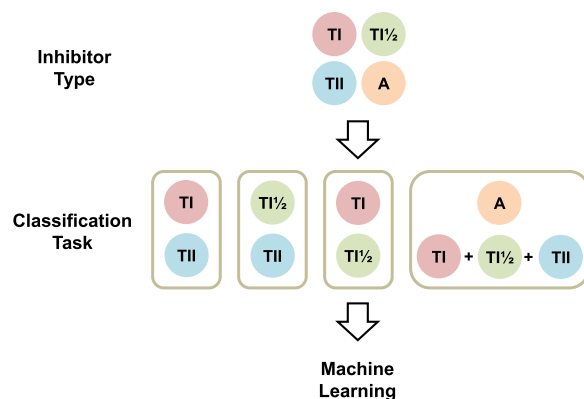 TI TI½
Inhibitor
Type
TII A
TI TI½ TI A
Classification
Task
TII TII TI½ TI + TI½ + TII
Machine
Learning